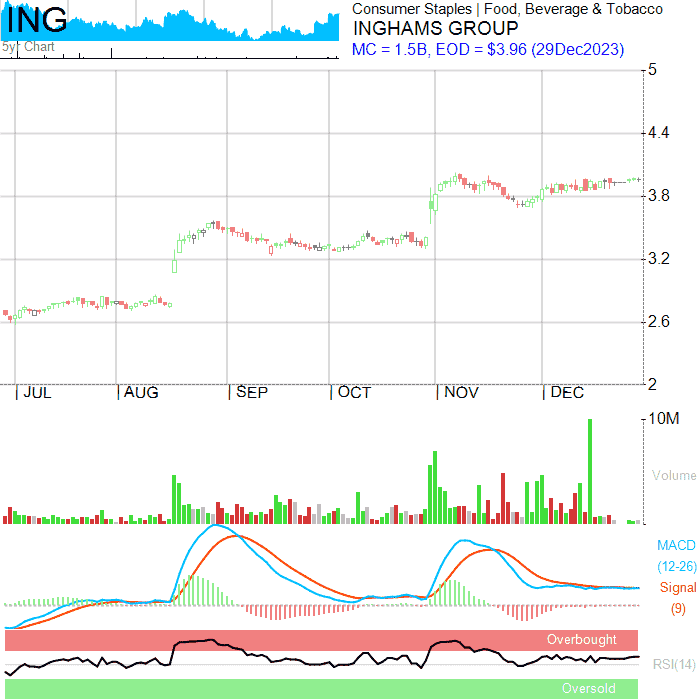 ING
5yr Chart
Consumer Staples | Food, Beverage & Tobacco
INGHAMS GROUP
MC = 1.5B, EOD = $3.96 (29Dec2023)
5
4.4
3.8
3.2
2.6
2
| JUL | AUG | SEP | OCT | NOV | DEC
10M
Volume
MACD
(12-26)
Signal
(9)
Overbought
RSI(14)
Oversold